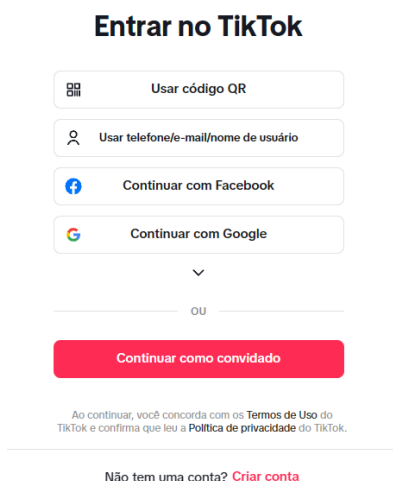 Entrar no TikTok
Usar código QR
Usar telefone/e-mail/nome de usuário
Continuar com Facebook
Continuar com Google
OU
Continuar como convidado
Ao continuar, você concorda com os Termos de Uso do
TikTok e confirma que leu a Política de privacidade do TikTok.
Não tem uma conta? Criar conta